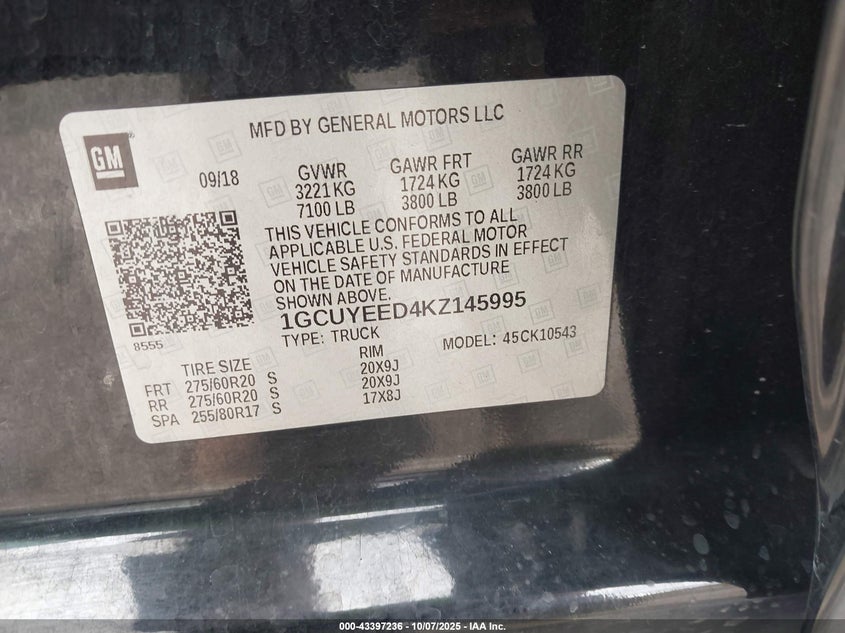 MFD BY GENERAL MOTORS LLC
GM
09/18
GVWR GAWR FRT GAWR RR
3221 KG 1724 KG 1724 KG
7100 LB 3800 LB 3800 LB
THIS VEHICLE CONFORMS TO ALL
APPLICABLE U.S. FEDERAL MOTOR
VEHICLE SAFETY STANDARDS IN EFFECT
ON THE DATE OF MANUFACTURE
SHOWN ABOVE.
1GCUYEED4KZ145995
8555
TYPE: TRUCK MODEL: 45CK10543
TIRE SIZE RIM
FRT 275/60R20 S 20X9J
RR 275/60R20 S 20X9J
SPA 255/80R17 S 17X8J
000-43397236 - 10/07/2025 - IAA Inc.